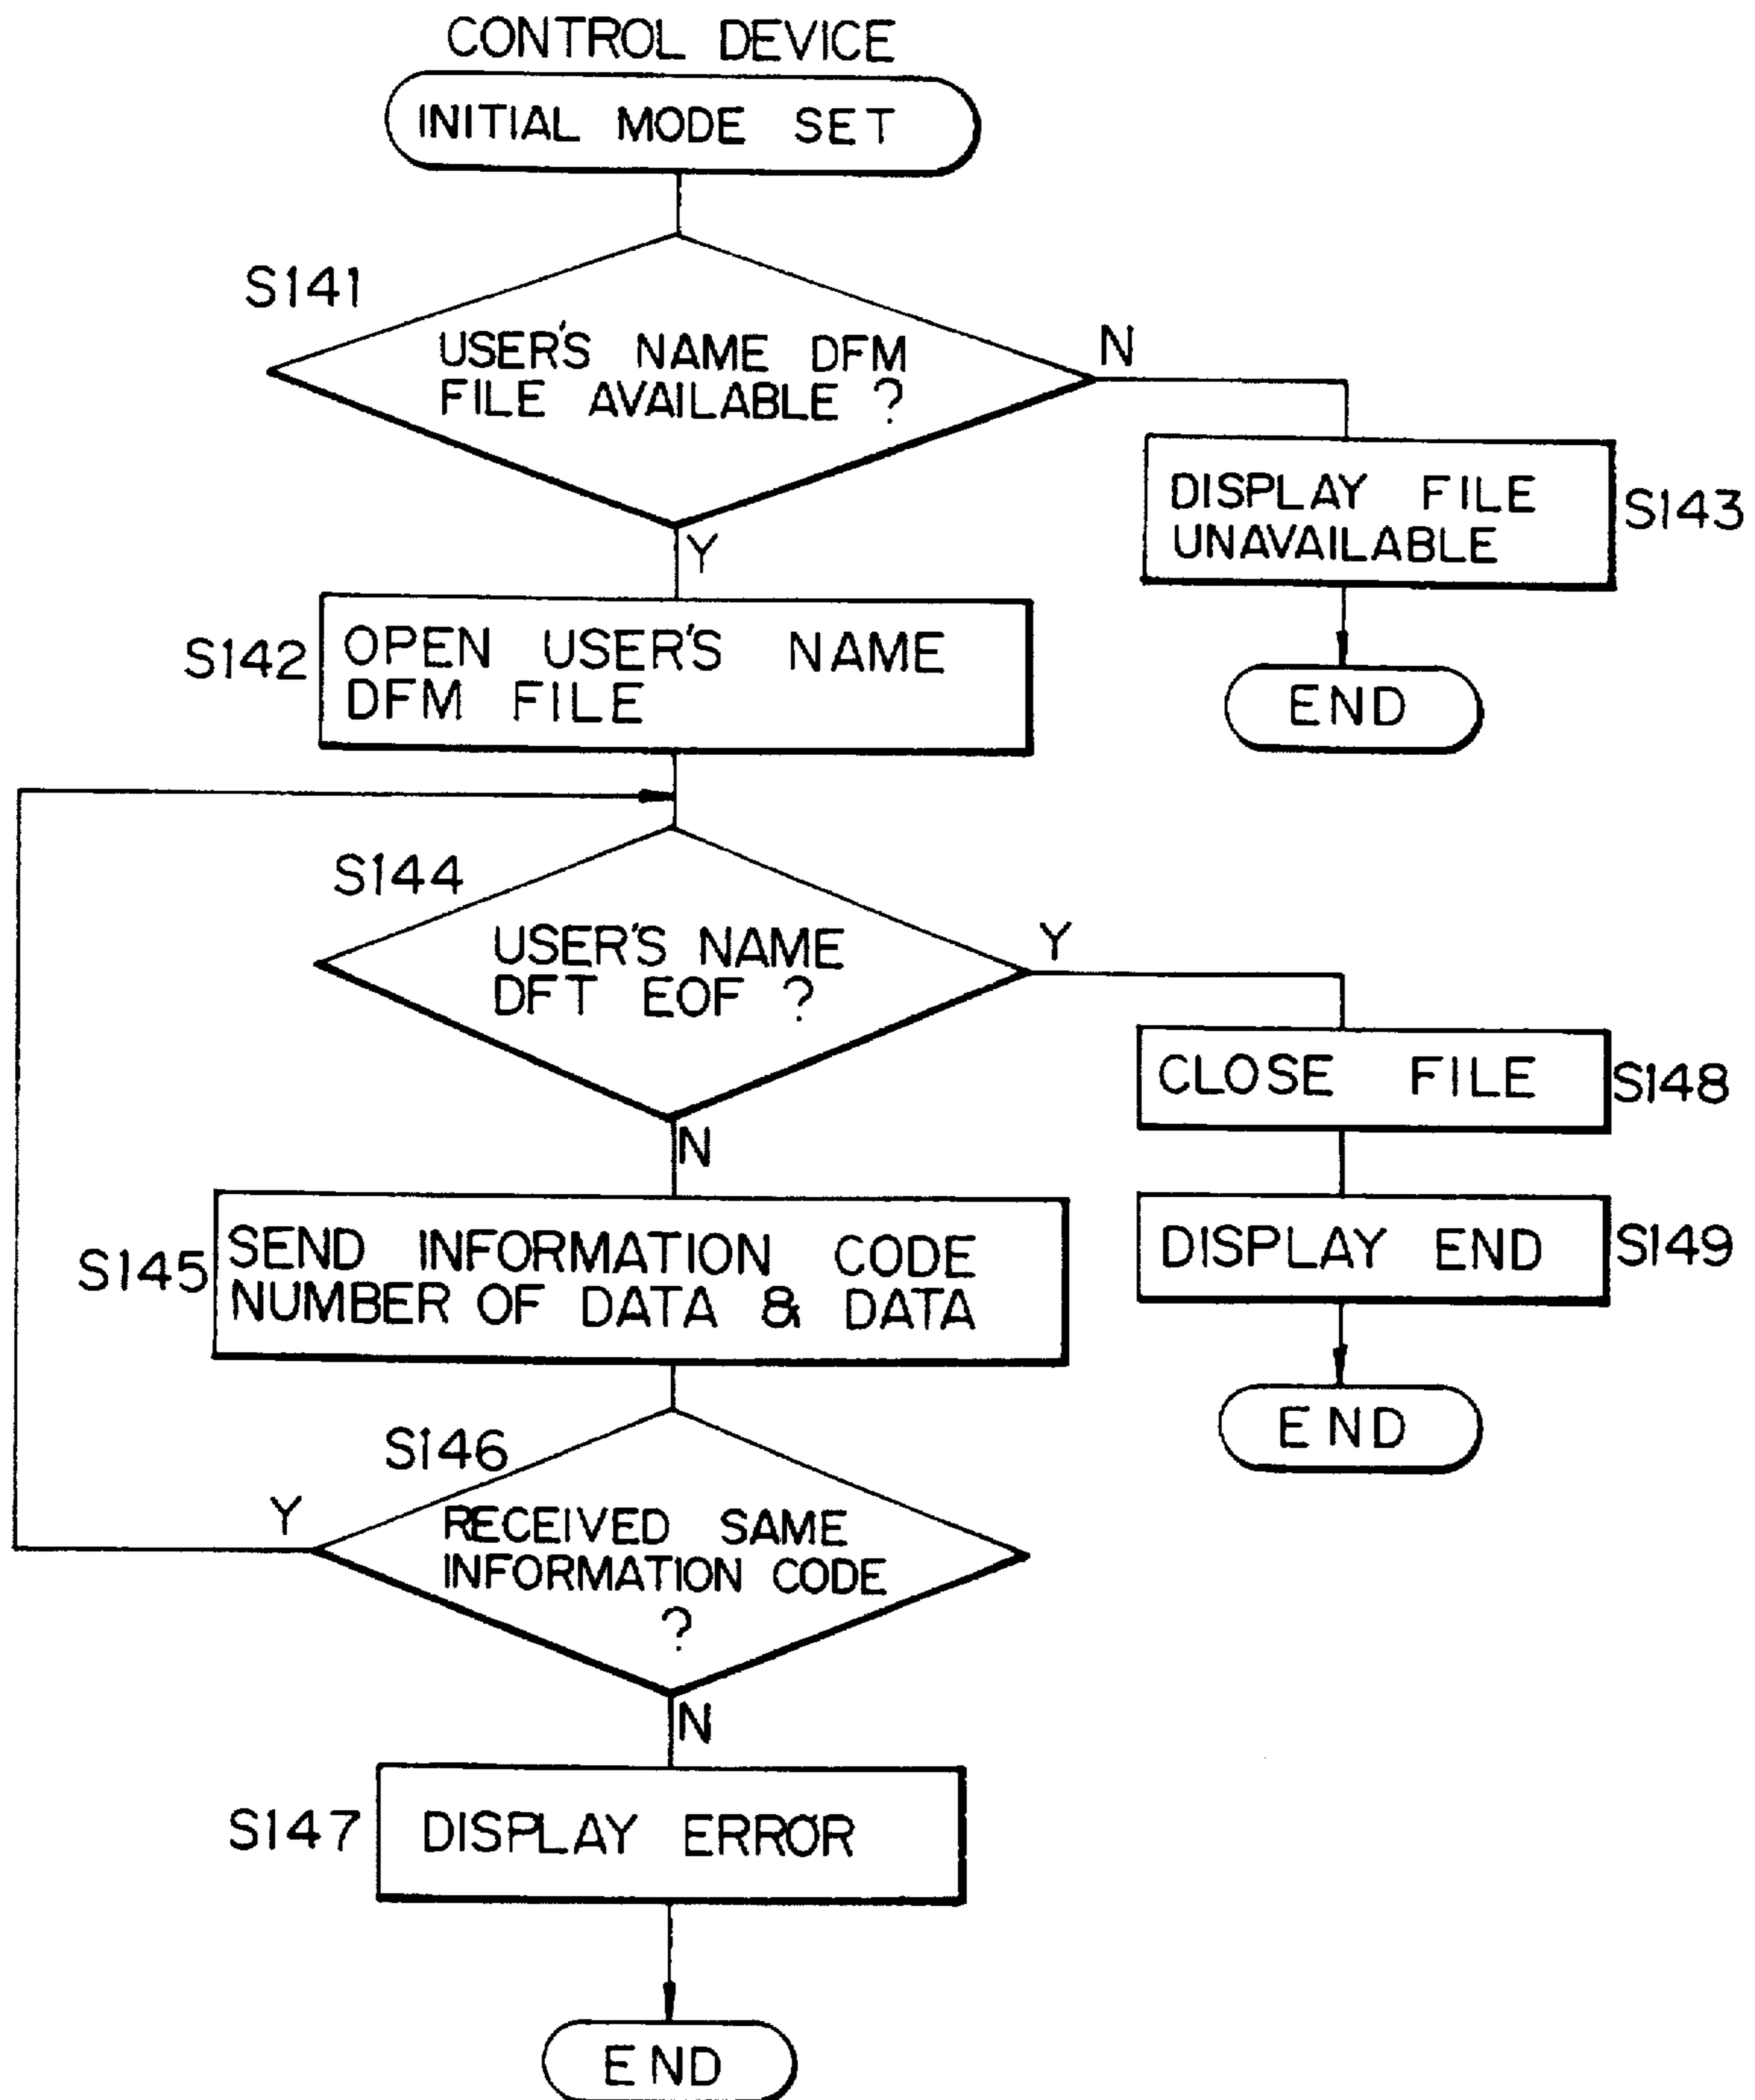 CONTROL DEVICE
INITIAL MODE SET
S141
USER'S NAME DFM
FILE AVAILABLE ?
N
DISPLAY FILE
UNAVAILABLE
S143
END
Y
S142
OPEN USER'S NAME
DFM FILE
S144
USER'S NAME
DFT EOF ?
Y
CLOSE FILE
S148
DISPLAY END
S149
END
N
S145
SEND INFORMATION CODE
NUMBER OF DATA & DATA
S146
Y
RECEIVED SAME
INFORMATION CODE
?
N
S147
DISPLAY ERROR
END